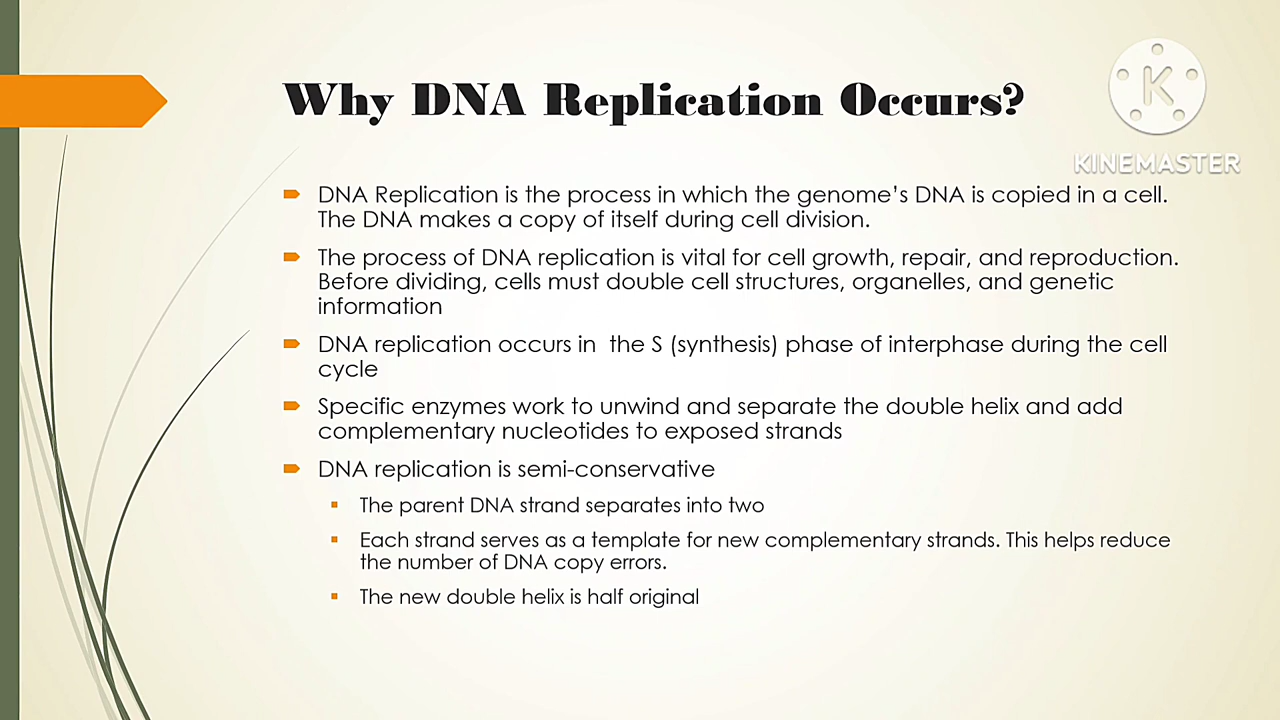 Why DNA Replication Occurs?
K
KINEMASTER
DNA Replication is the process in which the genome’s DNA is copied in a cell.
The DNA makes a copy of itself during cell division.
The process of DNA replication is vital for cell growth, repair, and reproduction.
Before dividing, cells must double cell structures, organelles, and genetic
information
DNA replication occurs in  the S (synthesis) phase of interphase during the cell
cycle
Specific enzymes work to unwind and separate the double helix and add
complementary nucleotides to exposed strands
DNA replication is semi-conservative
The parent DNA strand separates into two
Each strand serves as a template for new complementary strands. This helps reduce
the number of DNA copy errors.
The new double helix is half original